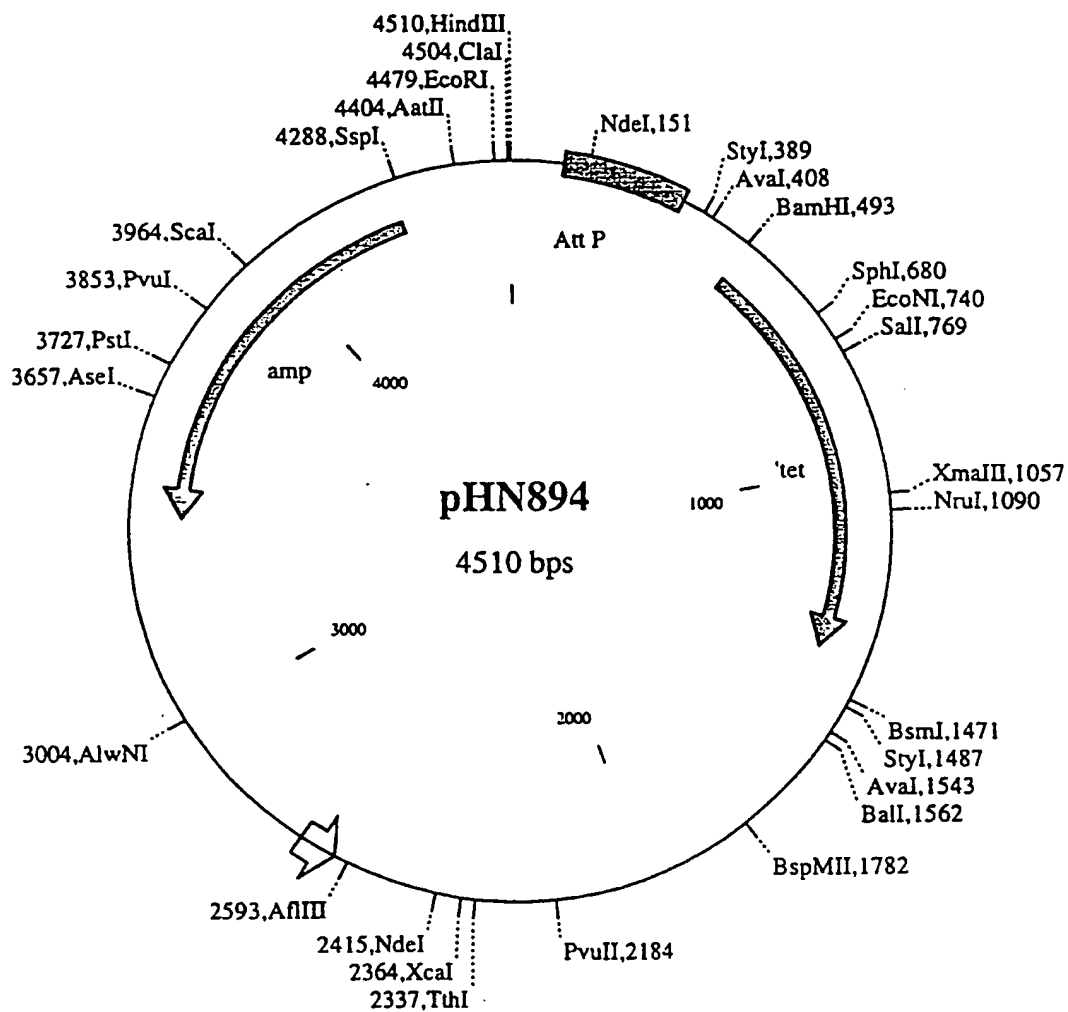 4510,HindIII
4504,ClaI
4479,EcoRI
4404,AatII
4288,SspI
NdeI,151
StyI,389
AvaI,408
BamHI,493
3964,ScaI
Att P
SphI,680
3853,PvuI
EcoNI,740
SalI,769
3727,PstI
3657,AseI
amp
4000
'tet
XmaIII,1057
pHN894
1000
NruI,1090
4510 bps
3000
2000
BsmI,1471
3004,AlwNI
StyI,1487
AvaI,1543
BalI,1562
BspMII,1782
2593,AflIII
2415,NdeI
PvuII,2184
2364,XcaI
2337,TthI